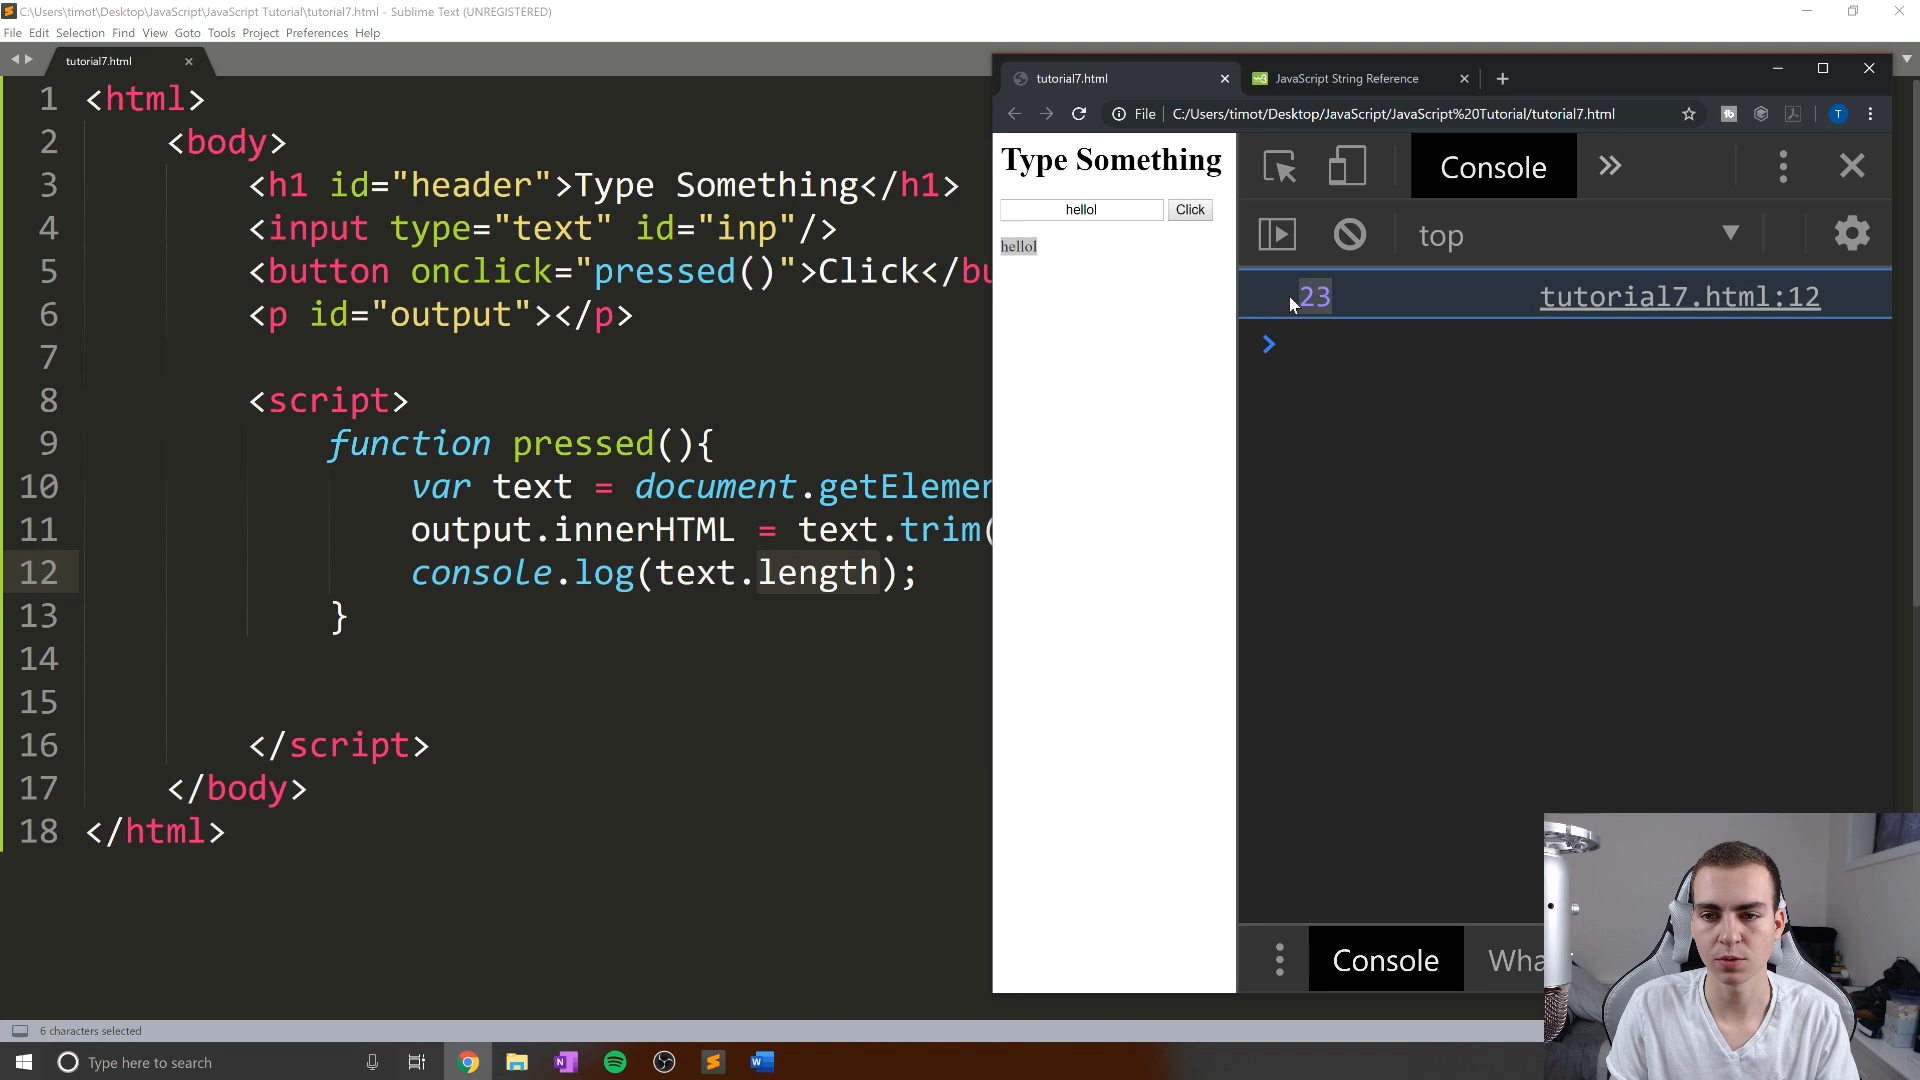 C:\Users\timot\Desktop\JavaScript\JavaScript Tutorial\tutorial7.html - Sublime Text (UNREGISTERED)
File Edit Selection Find View Goto Tools Project Preferences Help
tutorial7.html
1 <html>
2 <body>
3 <h1 id="header">Type Something</h1>
4 <input type="text" id="inp"/>
5 <button onclick="pressed()">Click</bu
6 <p id="output"></p>
7
8 <script>
9 function pressed(){
10 var text = document.getElemen
11 output.innerHTML = text.trim(
12 console.log(text.length);
13 }
14
15
16 </script>
17 </body>
18 </html>
6 characters selected
tutorial7.html
JavaScript String Reference
File C:/Users/timot/Desktop/JavaScript/JavaScript%20Tutorial/tutorial7.html
T
Type Something
hellol Click
hellol
Console
top
23 tutorial7.html:12
Console Wha
Type here to search